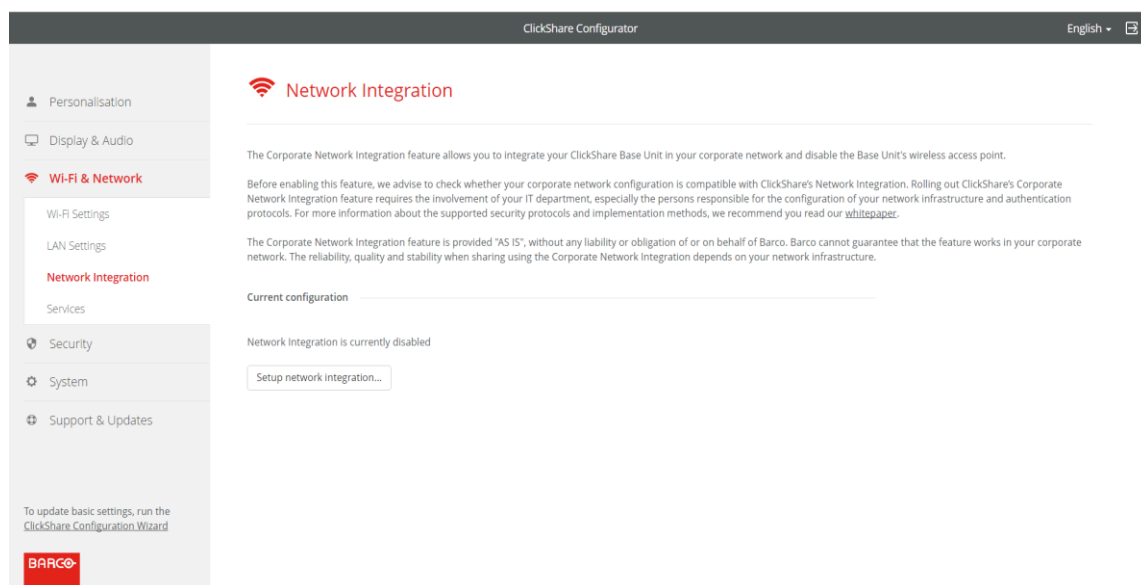 ClickShare Configurator
English
Personalisation
Display & Audio
Wi-Fi & Network
Wi-Fi Settings
LAN Settings
Network Integration
Services
Security
System
Support & Updates
To update basic settings, run the
ClickShare Configuration Wizard
BARCO
Network Integration
The Corporate Network Integration feature allows you to integrate your ClickShare Base Unit in your corporate network and disable the Base Unit's wireless access point.
Before enabling this feature, we advise to check whether your corporate network configuration is compatible with ClickShare's Network Integration. Rolling out ClickShare's Corporate
Network Integration feature requires the involvement of your IT department, especially the persons responsible for the configuration of your network infrastructure and authentication
protocols. For more information about the supported security protocols and implementation methods, we recommend you read our whitepaper.
The Corporate Network Integration feature is provided "AS IS", without any liability or obligation of or on behalf of Barco. Barco cannot guarantee that the feature works in your corporate
network. The reliability, quality and stability when sharing using the Corporate Network Integration depends on your network infrastructure.
Current configuration
Network Integration is currently disabled
Setup network integration...